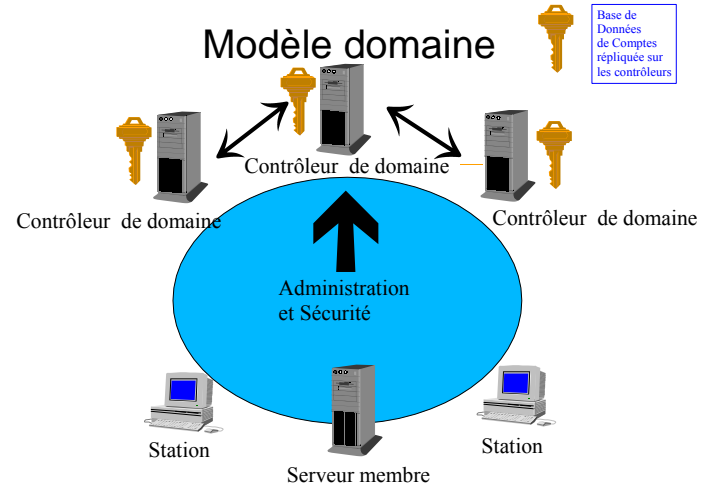 Modèle domaine
Base de
Données
de Comptes
répliquée sur
les contrôleurs
Contrôleur de domaine
Contrôleur de domaine
Contrôleur de domaine
Administration
et Sécurité
Station
Station
Serveur membre